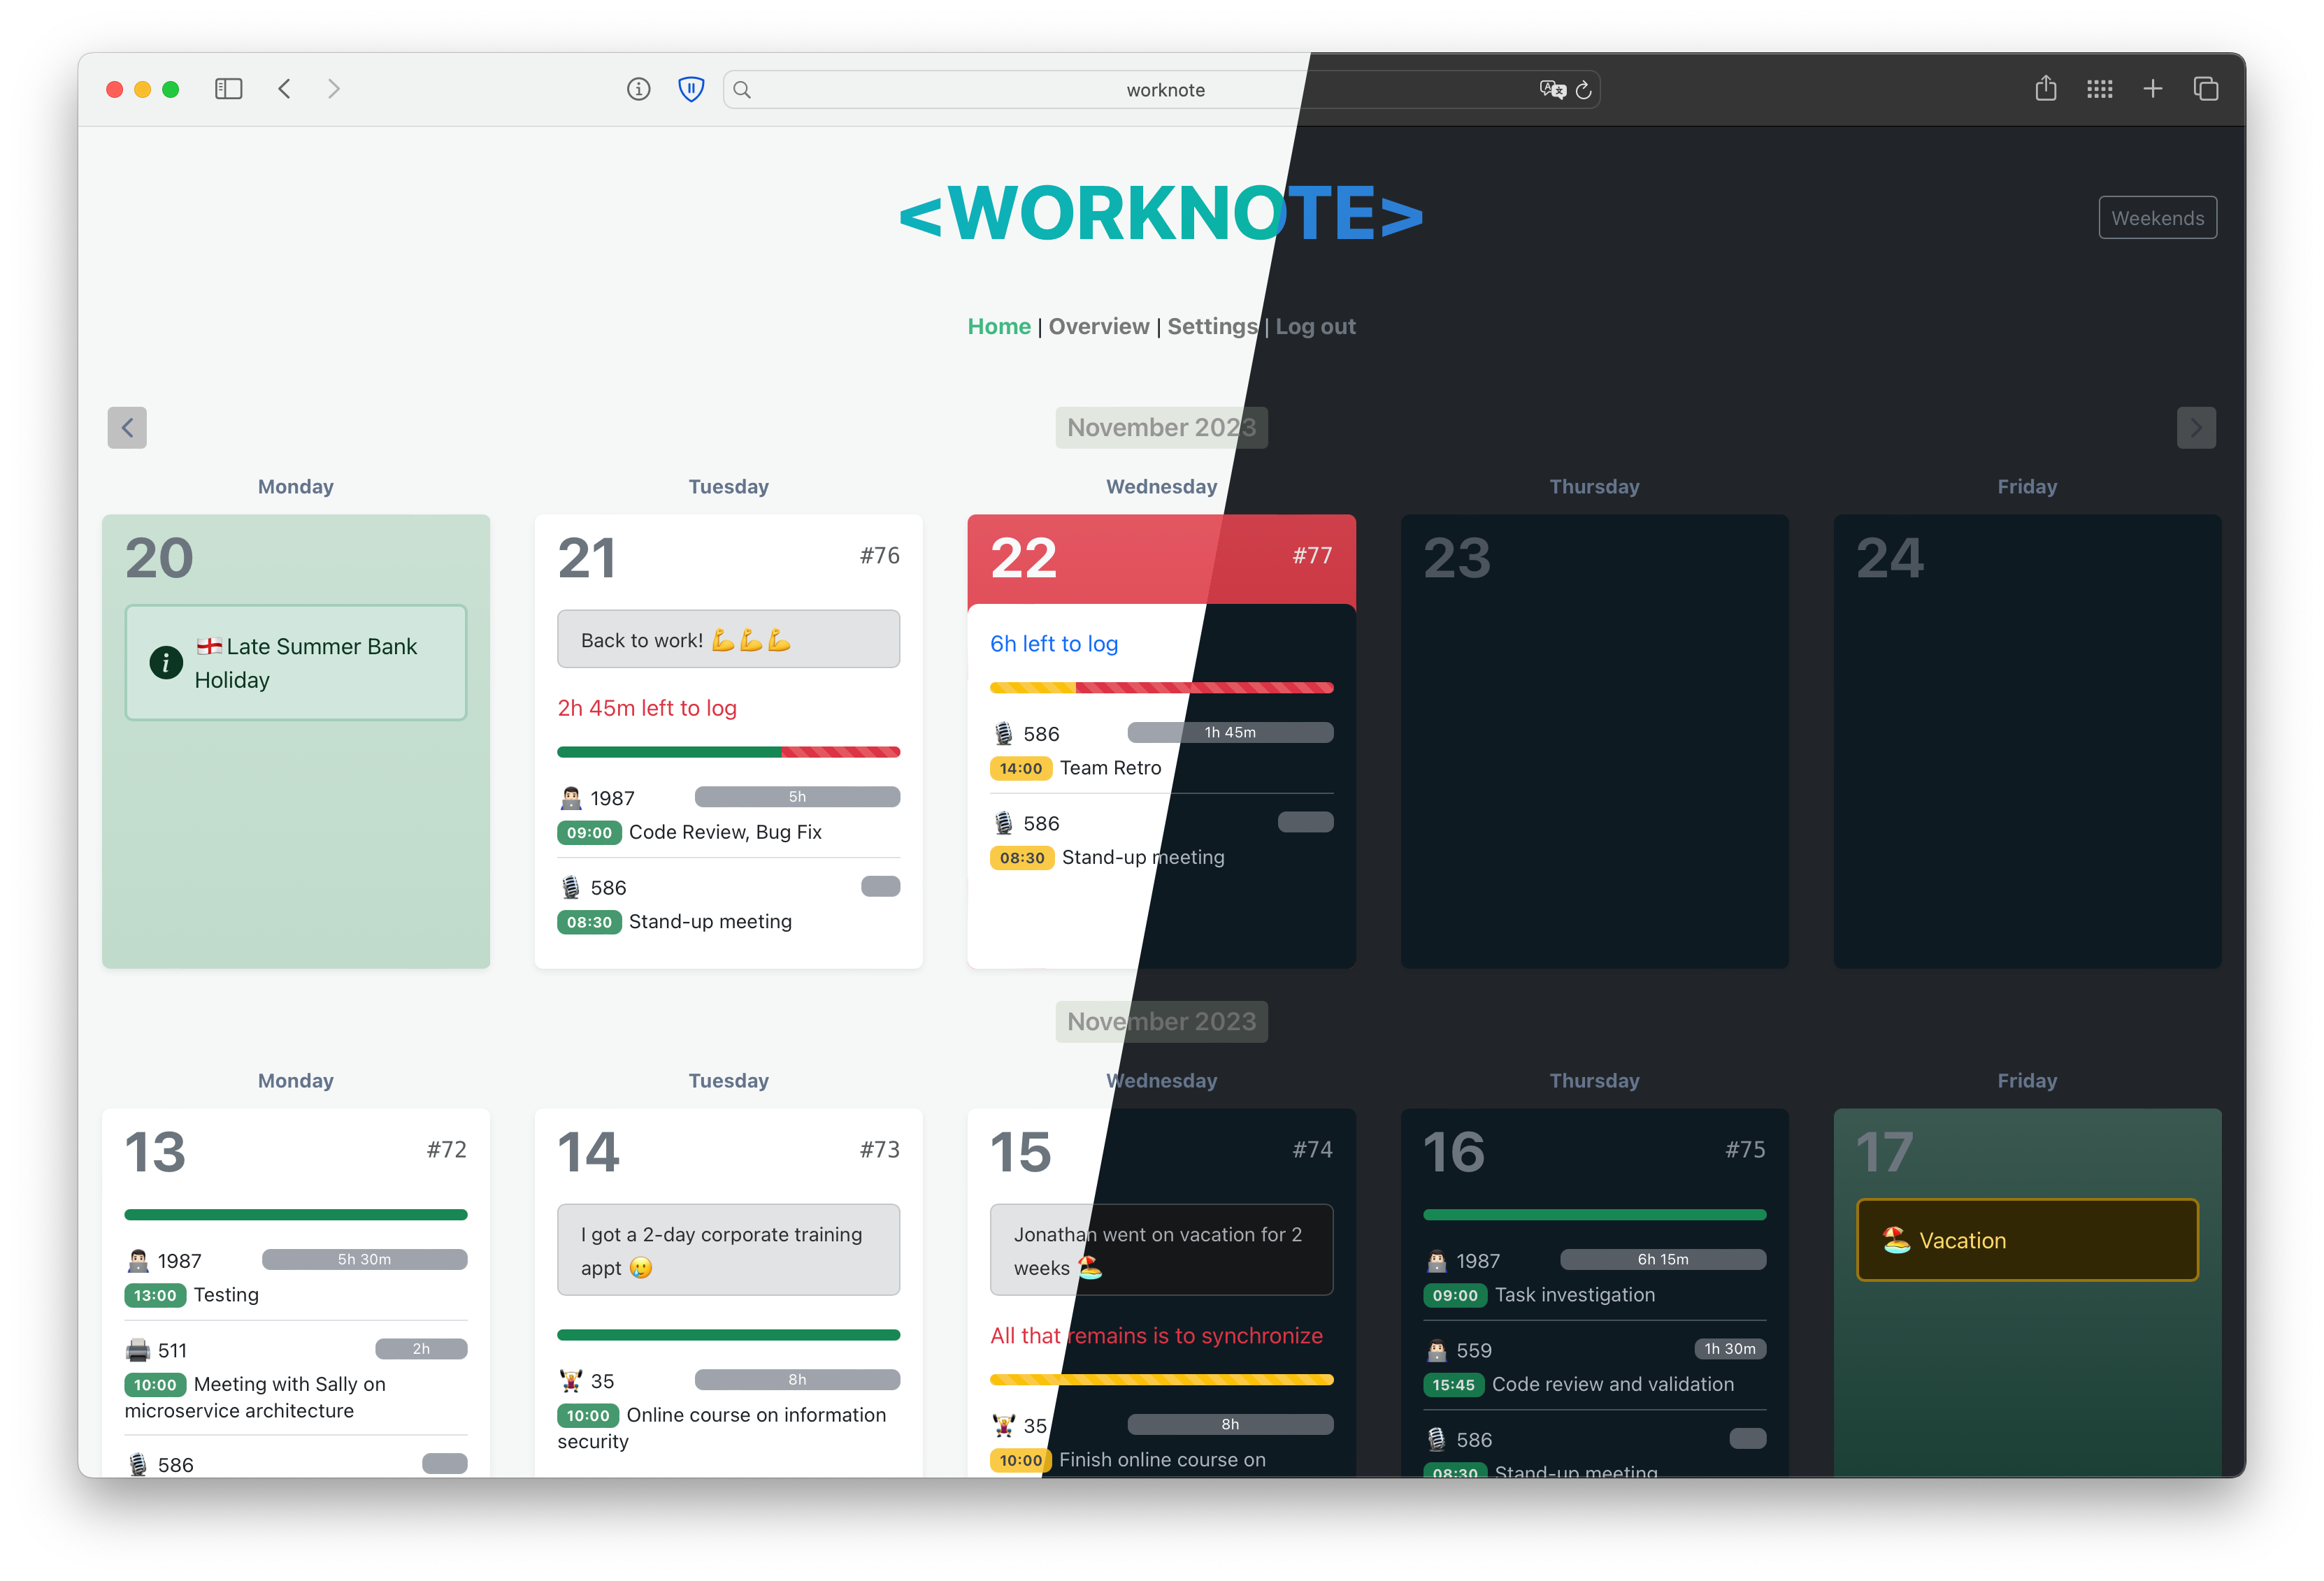 worknote
<WORKNOTE>
Weekends
Home | Overview | Settings | Log out
November 2023
Monday
Tuesday
Wednesday
Thursday
Friday
20
Late Summer Bank
Holiday
21
#76
Back to work! 💪💪💪
2h 45m left to log
1987
5h
09:00 Code Review, Bug Fix
586
08:30 Stand-up meeting
22
#77
6h left to log
586
1h 45m
14:00 Team Retro
586
08:30 Stand-up meeting
23
24
November 2023
Monday
Tuesday
Wednesday
Thursday
Friday
13
#72
1987
5h 30m
13:00 Testing
511
2h
10:00 Meeting with Sally on
microservice architecture
586
14
#73
I got a 2-day corporate training
appt 🥲
35
8h
10:00 Online course on information
security
15
#74
Jonathan went on vacation for 2
weeks 🏖️
All that remains is to synchronize
35
8h
10:00 Finish online course on
16
#75
1987
6h 15m
09:00 Task investigation
559
1h 30m
15:45 Code review and validation
586
08:30 Stand-up meeting
17
Vacation